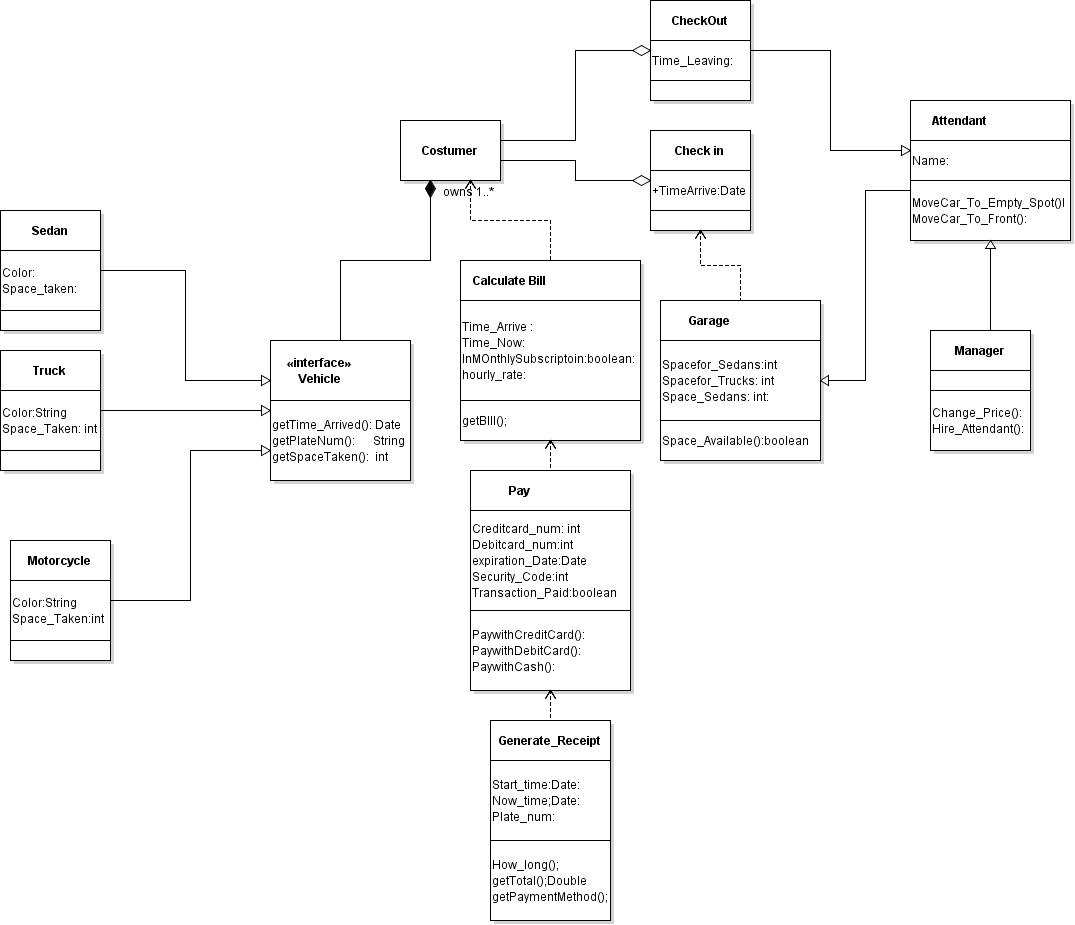 CheckOut
Time_Leaving:
Attendant
Name:
MoveCar_To_Empty_Spot()I
MoveCar_To_Front():
Costumer
owns 1..*
Check in
+TimeArrive:Date
Sedan
Color:
Space_taken:
Calculate Bill
Time_Arrive :
Time_Now:
InMOnthlySubscriptoin:boolean:
hourly_rate:
getBIll();
Garage
Spacefor_Sedans:int
Spacefor_Trucks: int
Space_Sedans: int:
Space_Available():boolean
Manager
Change_Price():
Hire_Attendant():
«interface»
Vehicle
getTime_Arrived(): Date
getPlateNum(): String
getSpaceTaken(): int
Truck
Color:String
Space_Taken: int
Pay
Creditcard_num: int
Debitcard_num:int
expiration_Date:Date
Security_Code:int
Transaction_Paid:boolean
PaywithCreditCard():
PaywithDebitCard():
PaywithCash():
Motorcycle
Color:String
Space_Taken:int
Generate_Receipt
Start_time:Date:
Now_time;Date:
Plate_num:
How_long();
getTotal();Double
getPaymentMethod();